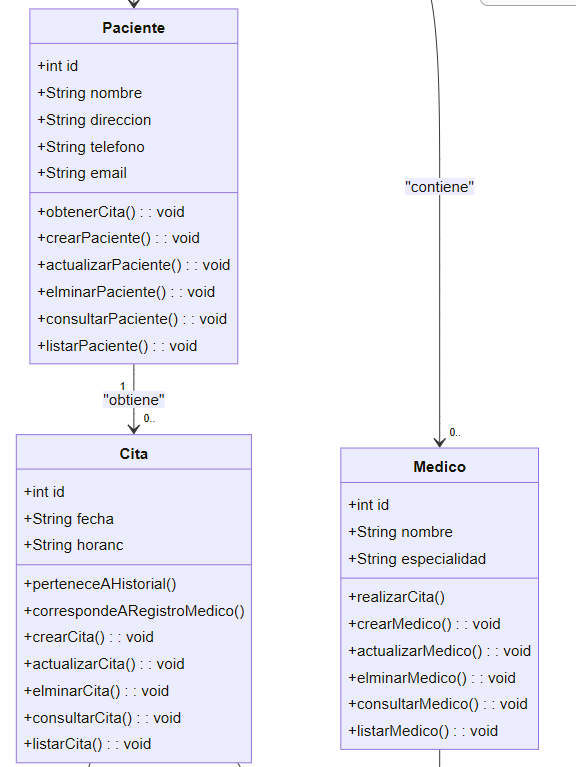 Paciente
+int id
+String nombre
+String direccion
+String telefono
+String email
+obtenerCita() : : void
+crearPaciente() : : void
+actualizarPaciente() : : void
+elminarPaciente() : : void
+consultarPaciente() : : void
+listarPaciente() : : void
1
"obtiene"
0..
Cita
+int id
+String fecha
+String horanc
+perteneceAHistorial()
+correspondeARegistroMedico()
+crearCita() : : void
+actualizarCita() : : void
+elminarCita() : : void
+consultarCita() : : void
+listarCita() : : void
"contiene"
0..
Medico
+int id
+String nombre
+String especialidad
+realizarCita()
+crearMedico() : : void
+actualizarMedico() : : void
+elminarMedico() : : void
+consultarMedico() : : void
+listarMedico() : : void